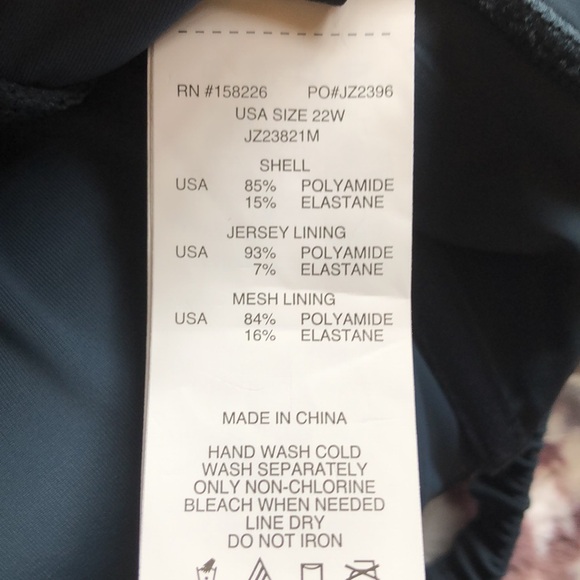 RN #158226 PO#JZ2396
USA SIZE 22W
JZ23821M
SHELL
USA 85% POLYAMIDE
15% ELASTANE
JERSEY LINING
USA 93% POLYAMIDE
7% ELASTANE
MESH LINING
USA 84% POLYAMIDE
16% ELASTANE
MADE IN CHINA
HAND WASH COLD
WASH SEPARATELY
ONLY NON-CHLORINE
BLEACH WHEN NEEDED
LINE DRY
DO NOT IRON